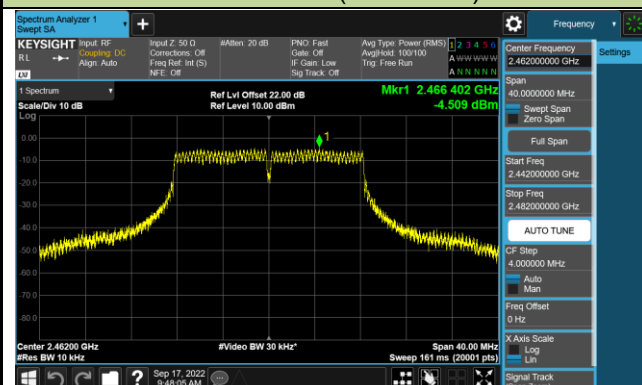 Spectrum Analyzer 1
Swept SA
Frequency
KEYSIGHT
RL
Input: RF
Coupling: DC
Align: Auto
Input Z: 50 Ω
Corrections: Off
Freq Ref: Int (S)
NFE: Off
#Atten: 20 dB
PNO: Fast
Gate: Off
IF Gain: Low
Sig Track: Off
Avg Type: Power (RMS)
Avg|Hold: 100/100
Trig: Free Run
1 2 3 4 5 6
A W W W W W
A N N N N N
LXI
1 Spectrum
Scale/Div 10 dB
Log
Ref Lvl Offset 22.00 dB
Ref Level 10.00 dBm
Mkr1 2.466 402 GHz
-4.509 dBm
1
0.00
-10.0
-20.0
-30.0
-40.0
-50.0
-60.0
-70.0
-80.0
Center 2.46200 GHz
#Res BW 10 kHz
#Video BW 30 kHz*
Span 40.00 MHz
Sweep 161 ms (20001 pts)
Sep 17, 2022
9:48:05 AM
Center Frequency
2.462000000 GHz
Settings
Span
40.0000000 MHz
Swept Span
Zero Span
Full Span
Start Freq
2.442000000 GHz
Stop Freq
2.482000000 GHz
AUTO TUNE
CF Step
4.000000 MHz
Auto
Man
Freq Offset
0 Hz
X Axis Scale
Log
Lin
Signal Track